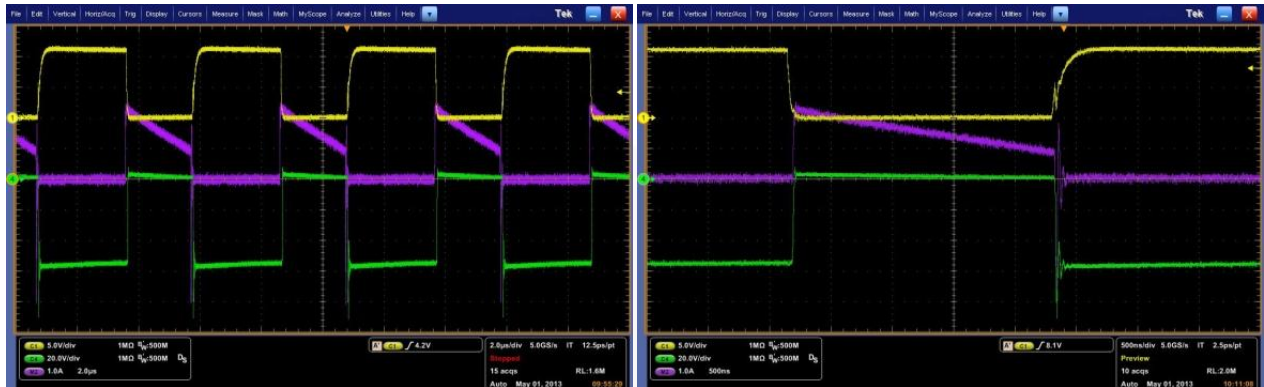 File Edit Vertical Horiz/Acq Trig Display Cursors Measure Mask Math MyScope Analyze Utilities Help Tek
1
4
C1 5.0V/div 1MΩ BW:500M
C4 20.0V/div 1MΩ BW:500M
M2 1.0A 2.0µs
A' C1 4.2V
2.0µs/div 5.0GS/s IT 12.5ps/pt
Stopped
15 acqs RL:1.6M
Auto May 01, 2013 09:55:29
File Edit Vertical Horiz/Acq Trig Display Cursors Measure Mask Math MyScope Analyze Utilities Help Tek
1
4
C1 5.0V/div 1MΩ BW:500M
C4 20.0V/div 1MΩ BW:500M
M2 1.0A 500ns
A' C1 8.1V
500ns/div 5.0GS/s IT 2.5ps/pt
Preview
10 acqs RL:2.0M
Auto May 01, 2013 10:11:08